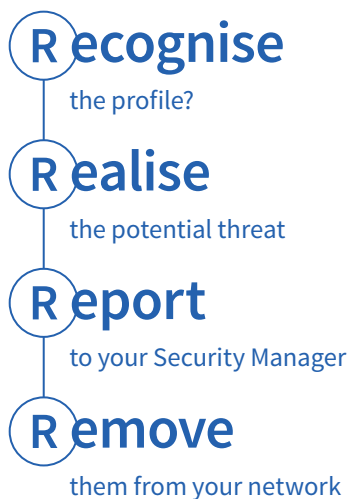 Recognise
the profile?
Realise
the potential threat
Report
to your Security Manager
Remove
them from your network